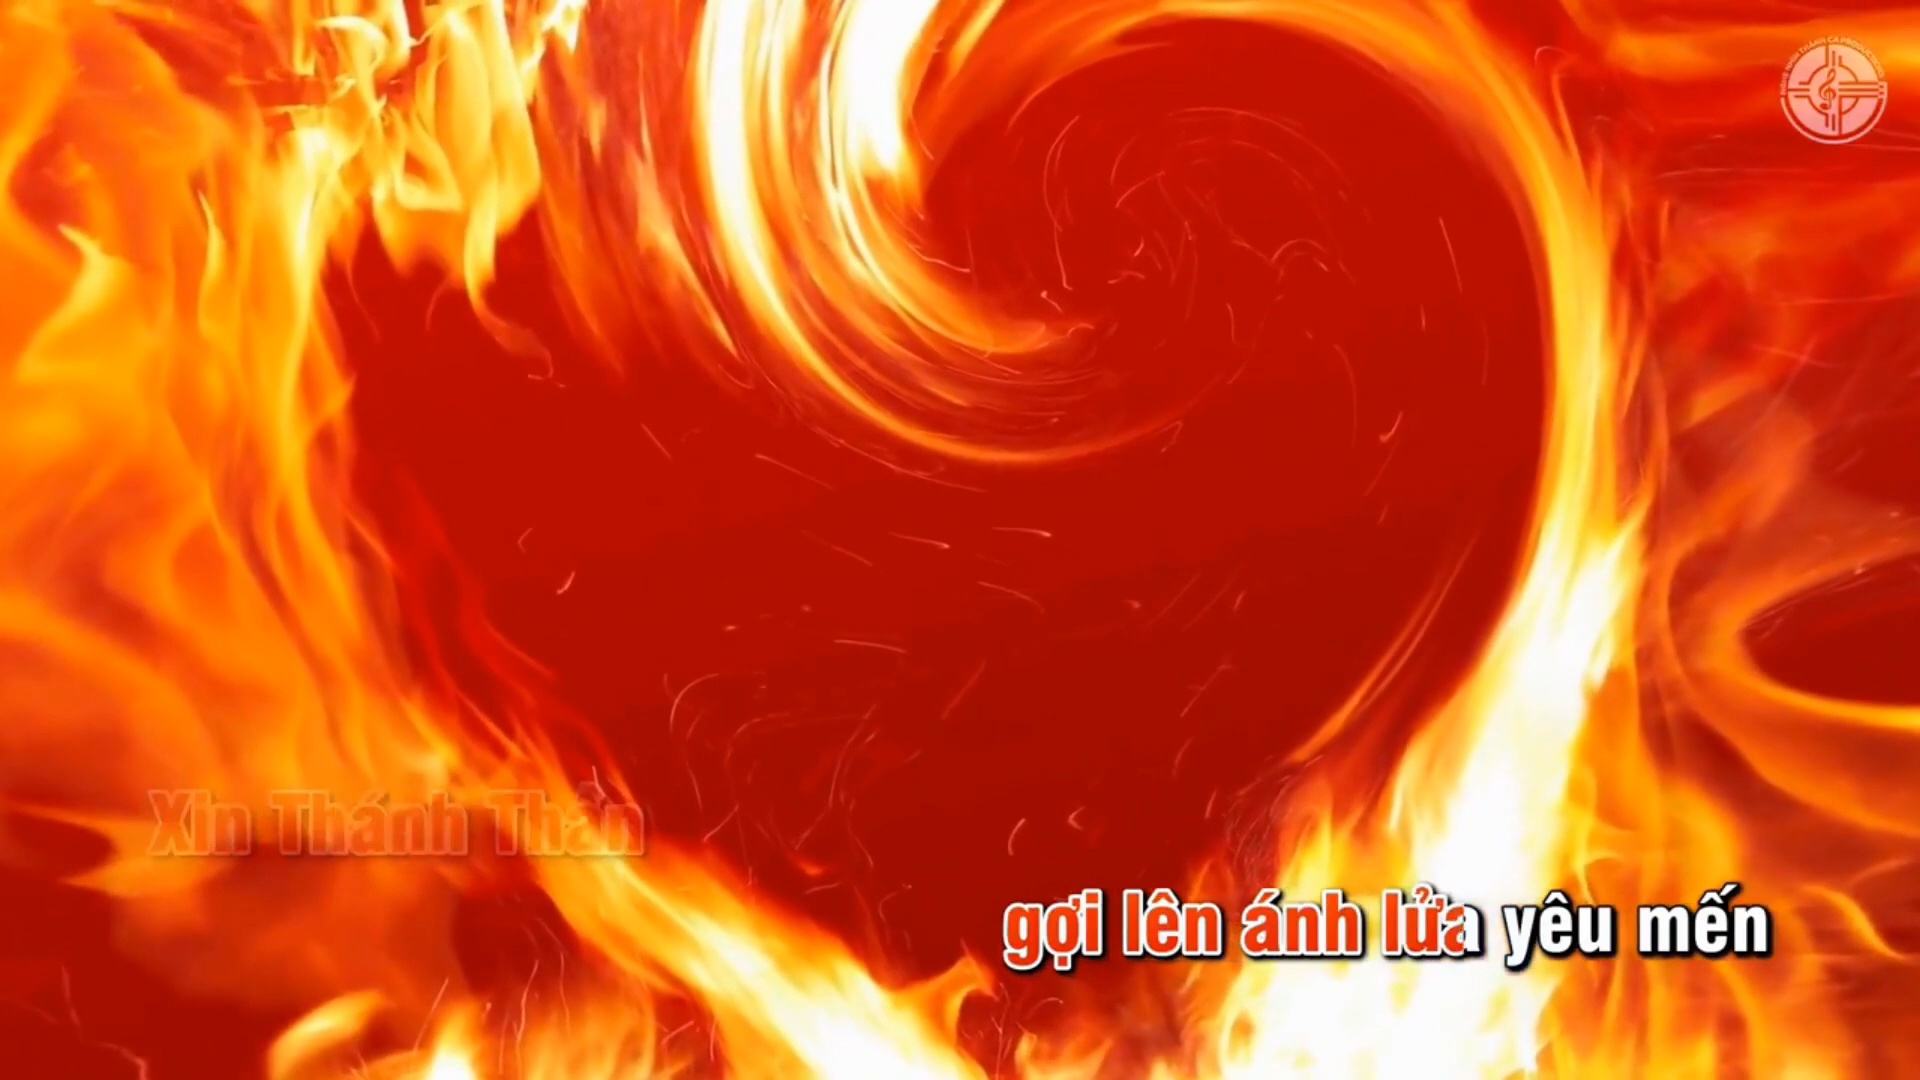 Xin Thánh Thần
gợi lên ánh lửa yêu mến